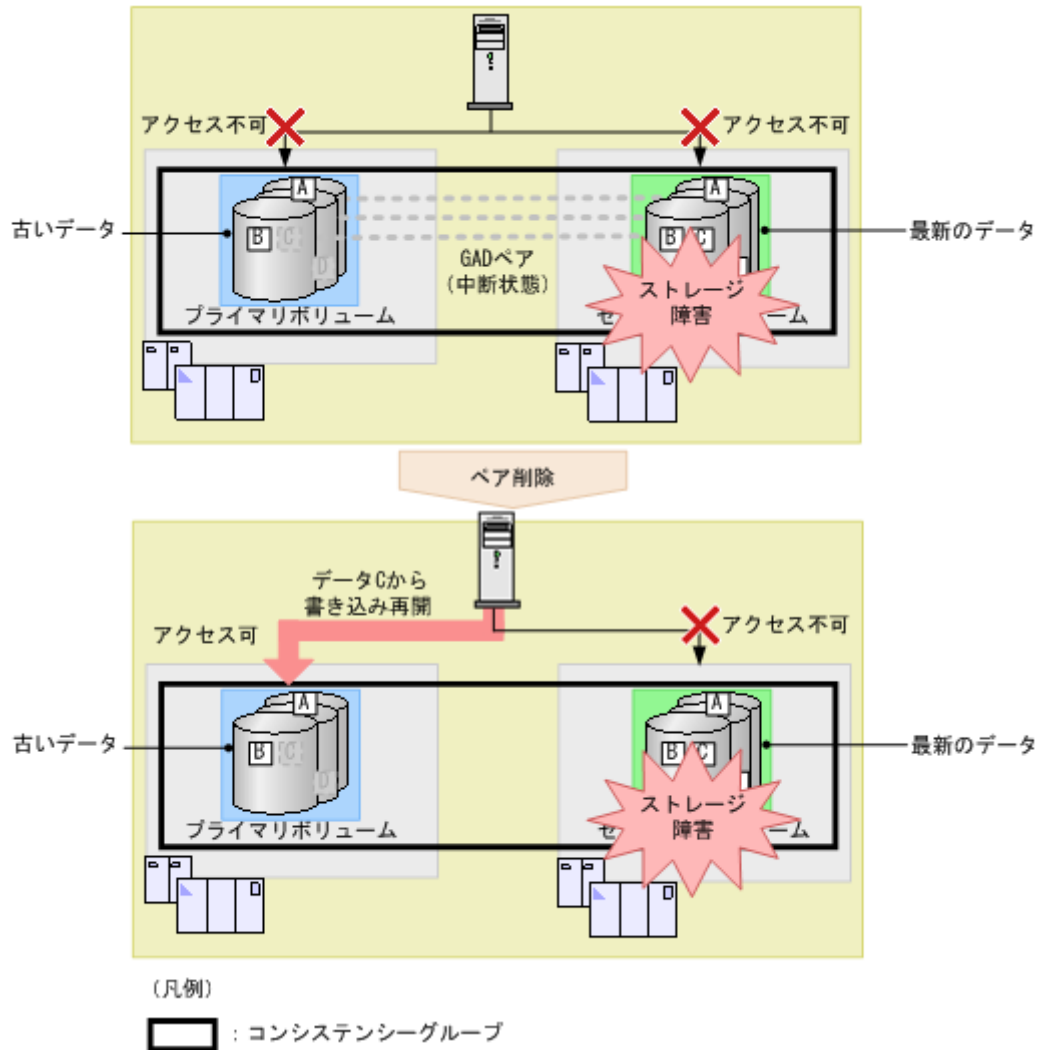 アクセス不可
アクセス不可
A
A
B
C
B
C
D
古いデータ
最新のデータ
GADペア
(中断状態)
ストレージ
障害
プライマリボリューム
セ
ーム
ペア削除
データCから
書き込み再開
アクセス可
アクセス不可
A
A
B
C
B
C
D
古いデータ
最新のデータ
ストレージ
障害
プライマリボリューム
セ
ーム
(凡例)
:コンシステンシーグループ